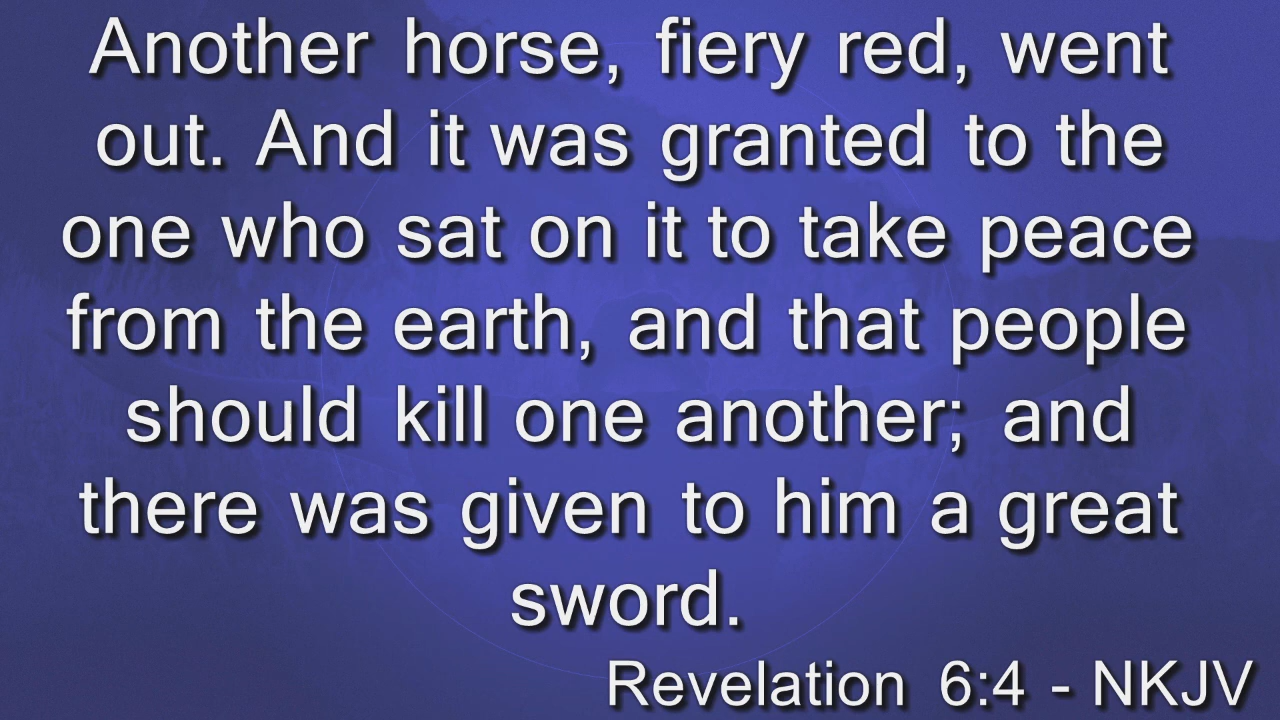 Another horse, fiery red, went
out. And it was granted to the
one who sat on it to take peace
from the earth, and that people
should kill one another; and
there was given to him a great
sword.
Revelation 6:4 - NKJV